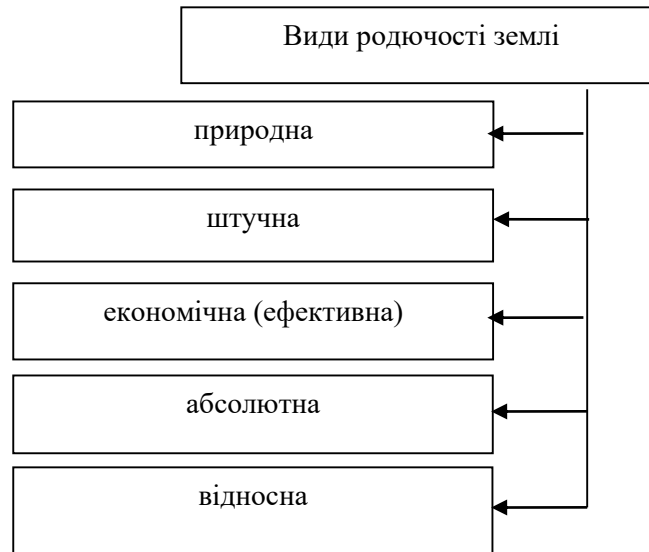 Види родючості землі
природна
штучна
економічна (ефективна)
абсолютна
відносна